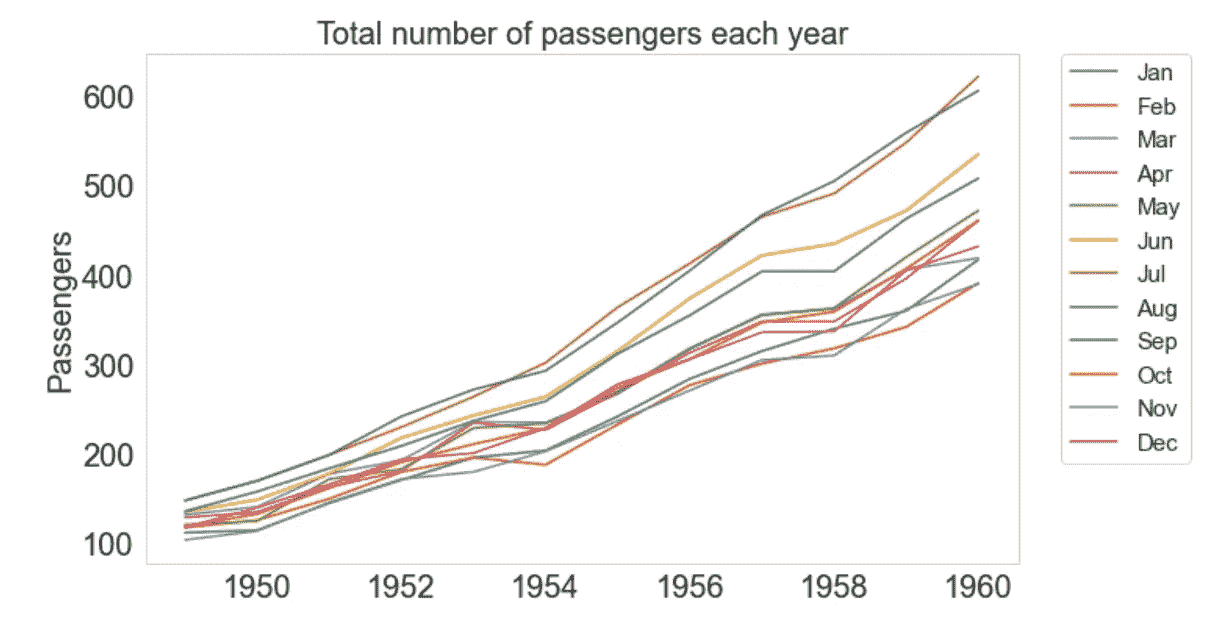 Total number of passengers each year
Passengers
600
500
400
300
200
100
1950 1952 1954 1956 1958 1960
Jan
Feb
Mar
Apr
May
Jun
Jul
Aug
Sep
Oct
Nov
Dec